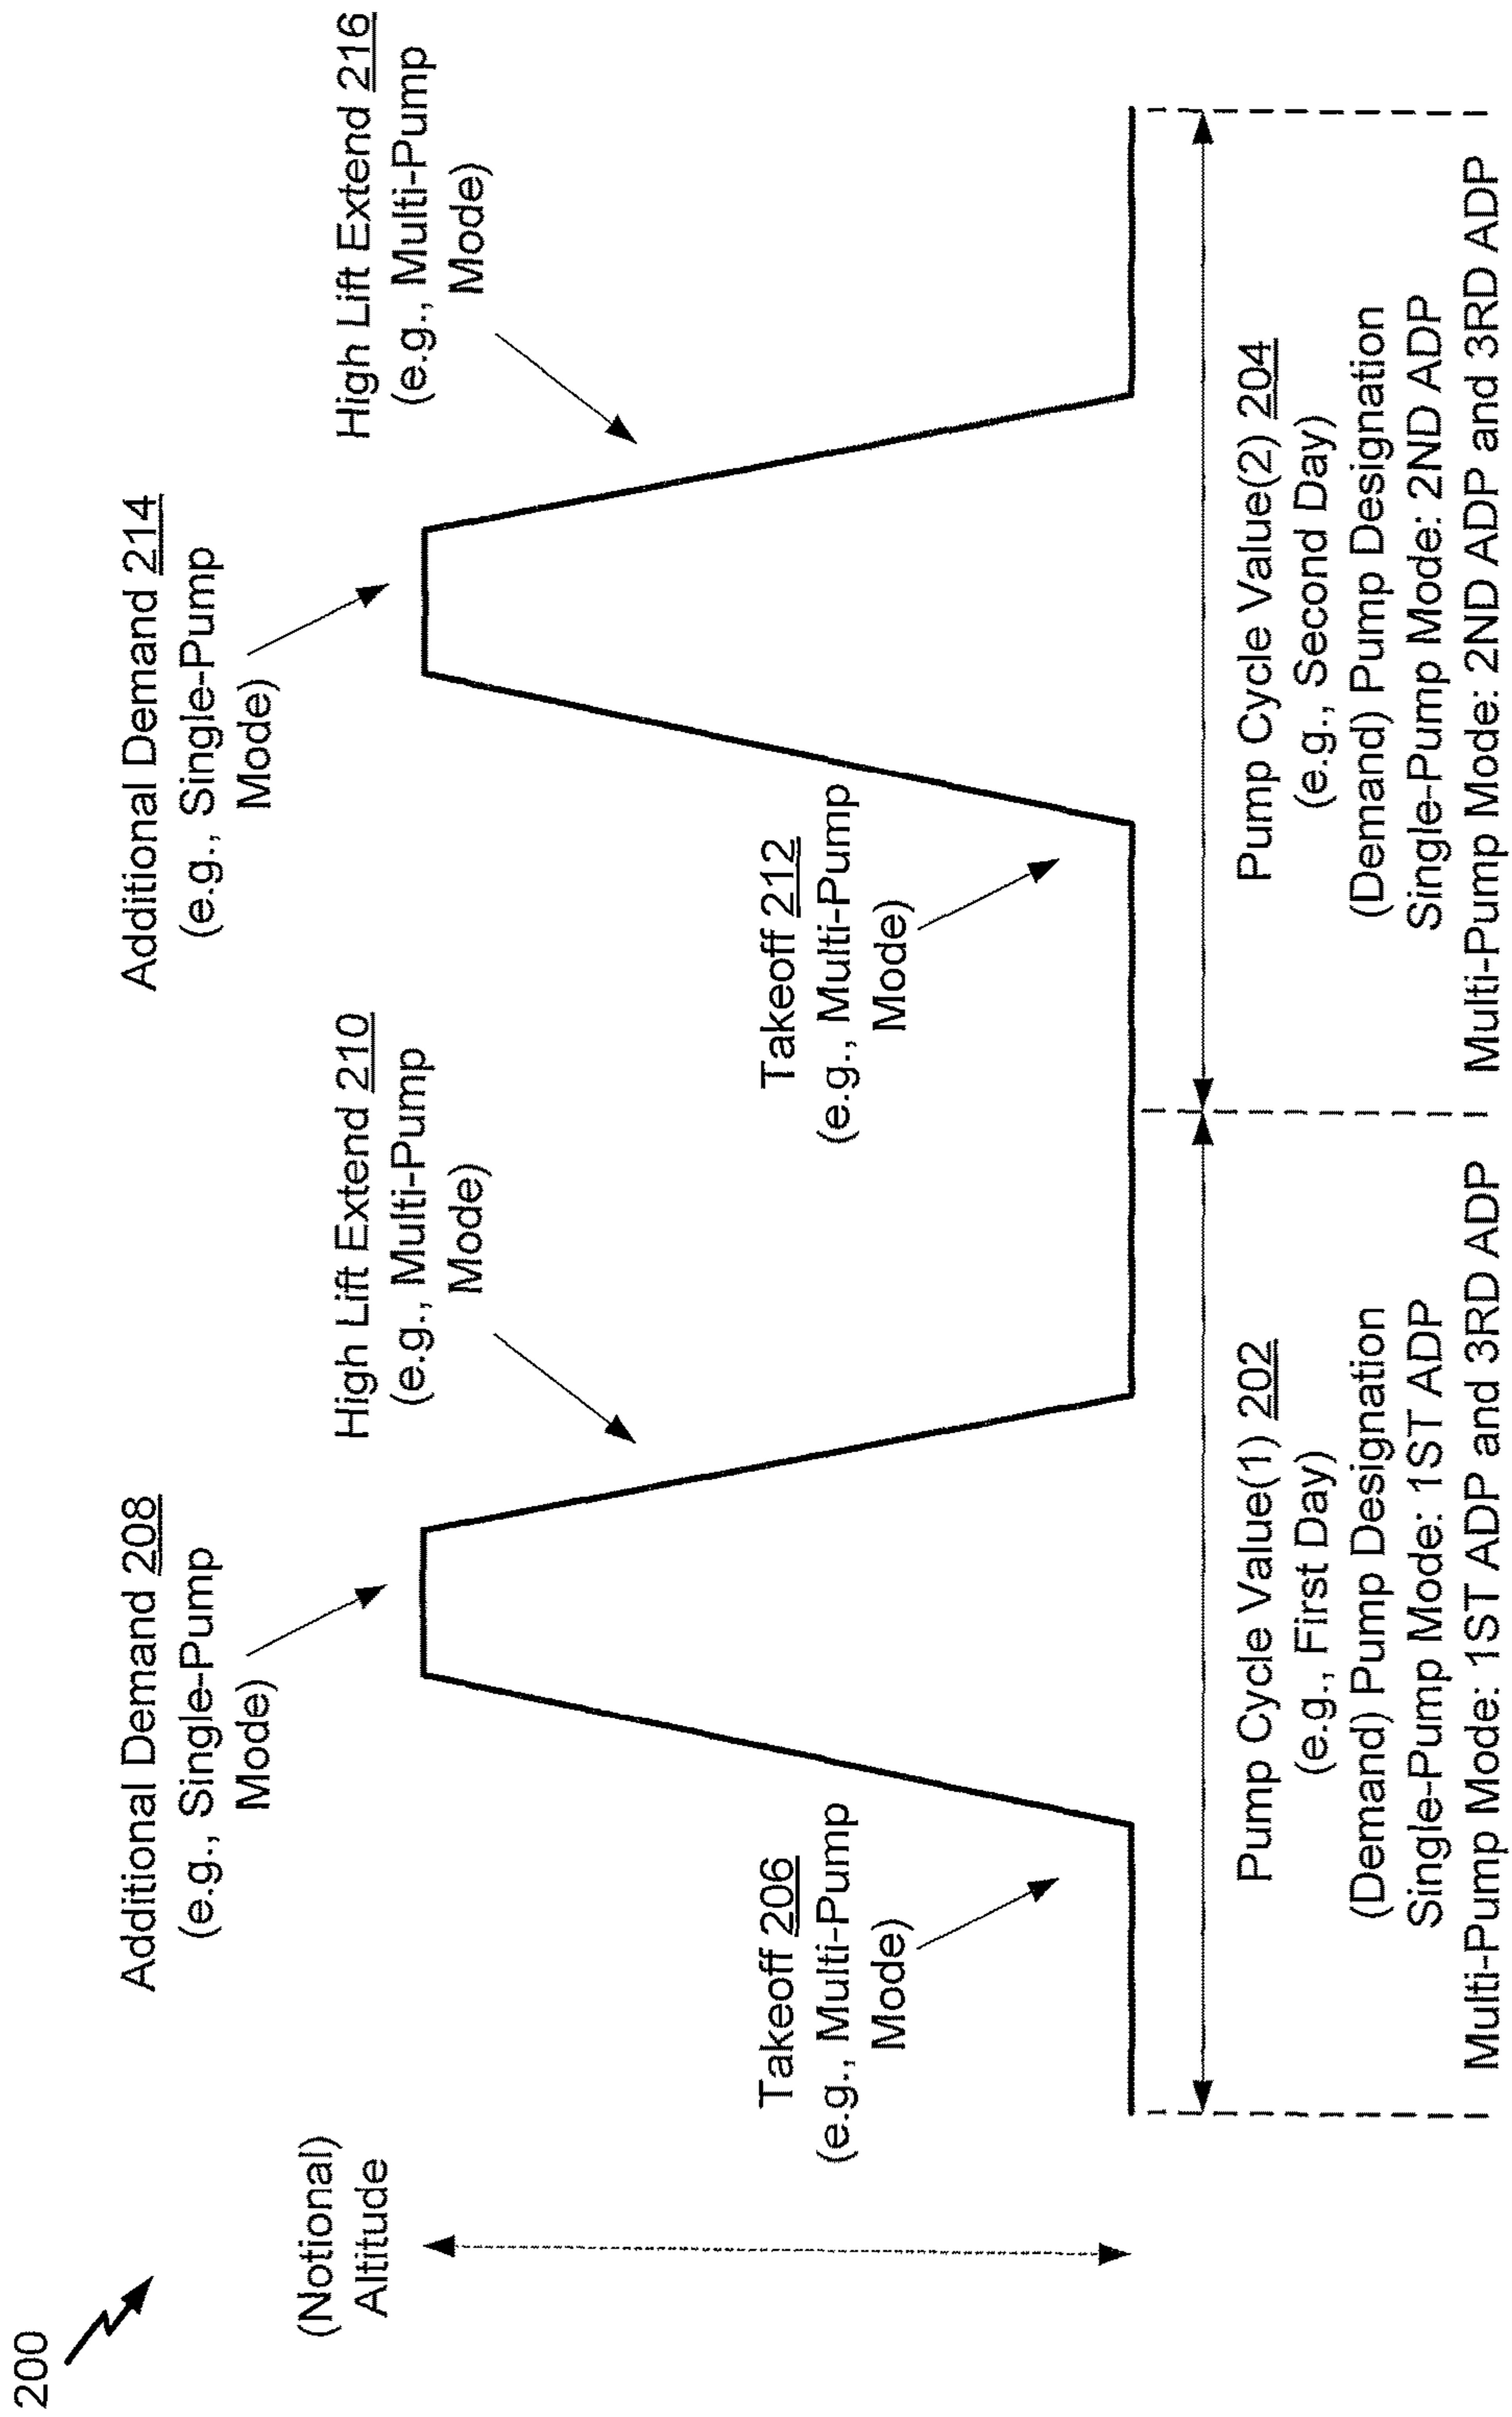 200
(Notional)
Altitude
Additional Demand 208
(e.g., Single-Pump
Mode)
High Lift Extend 210
(e.g., Multi-Pump
Mode)
Takeoff 206
(e.g., Multi-Pump
Mode)
Additional Demand 214
(e.g., Single-Pump
Mode)
High Lift Extend 216
(e.g., Multi-Pump
Mode)
Takeoff 212
(e.g., Multi-Pump
Mode)
Pump Cycle Value(1) 202
(e.g., First Day)
(Demand) Pump Designation
Single-Pump Mode: 1ST ADP
Multi-Pump Mode: 1ST ADP and 3RD ADP
Pump Cycle Value(2) 204
(e.g., Second Day)
(Demand) Pump Designation
Single-Pump Mode: 2ND ADP
Multi-Pump Mode: 2ND ADP and 3RD ADP